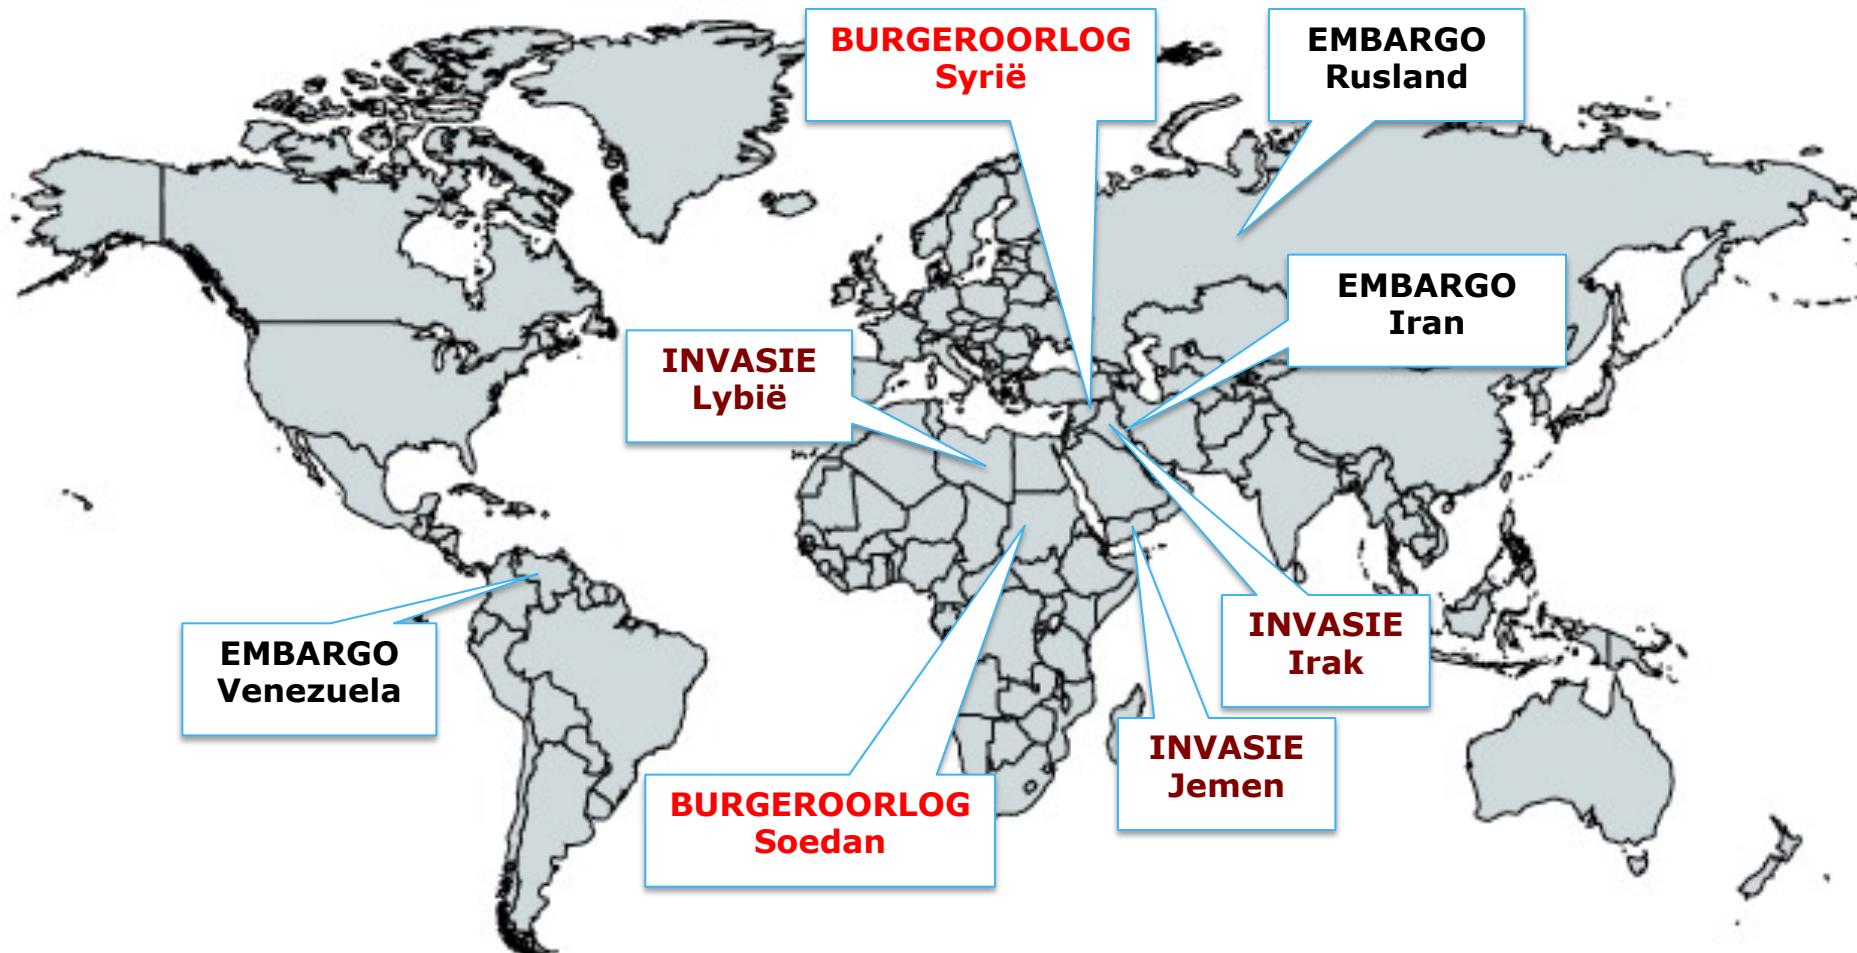 BURGEROORLOG
Syrië
EMBARGO
Rusland
EMBARGO
Iran
INVASIE
Lybië
EMBARGO
Venezuela
INVASIE
Irak
INVASIE
Jemen
BURGEROORLOG
Soedan